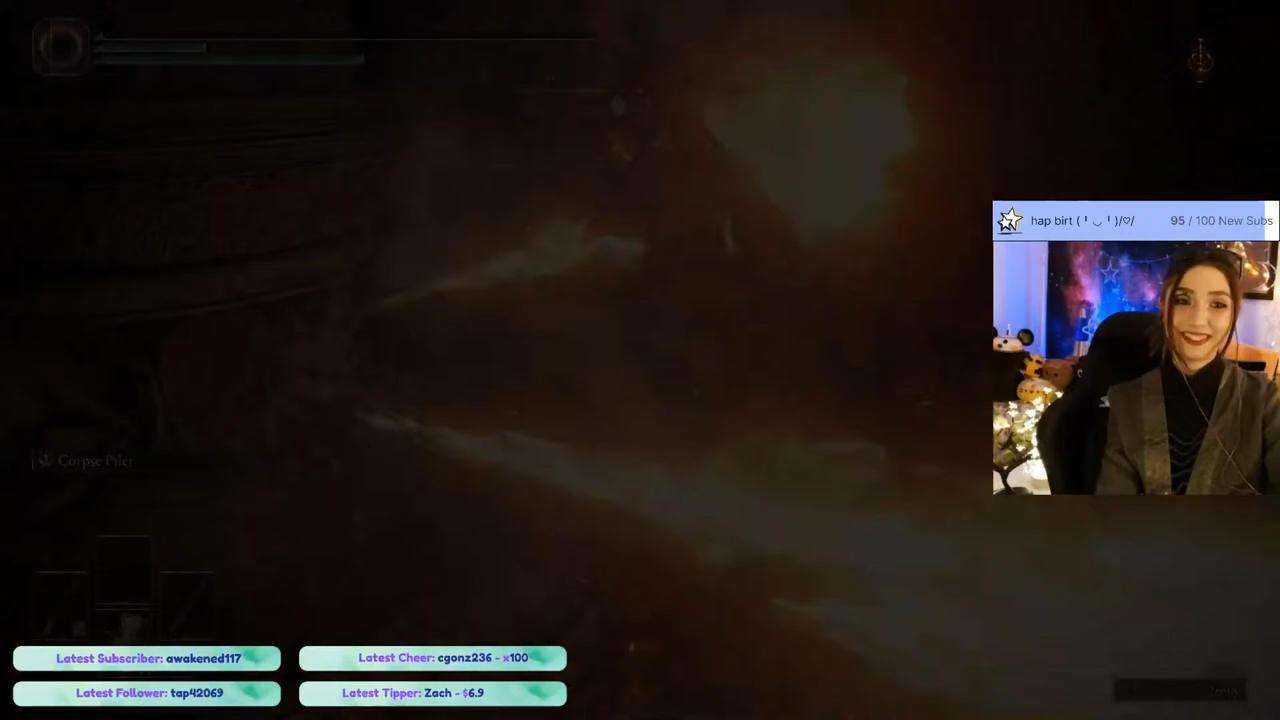 hap birt ( ╹ ◡ ╹ )/♡/ 95 / 100 New Subs
Corpse Piler
Latest Subscriber: awakened117
Latest Cheer: cgonz236 - x100
Latest Follower: tap42069
Latest Tipper: Zach - $6.9